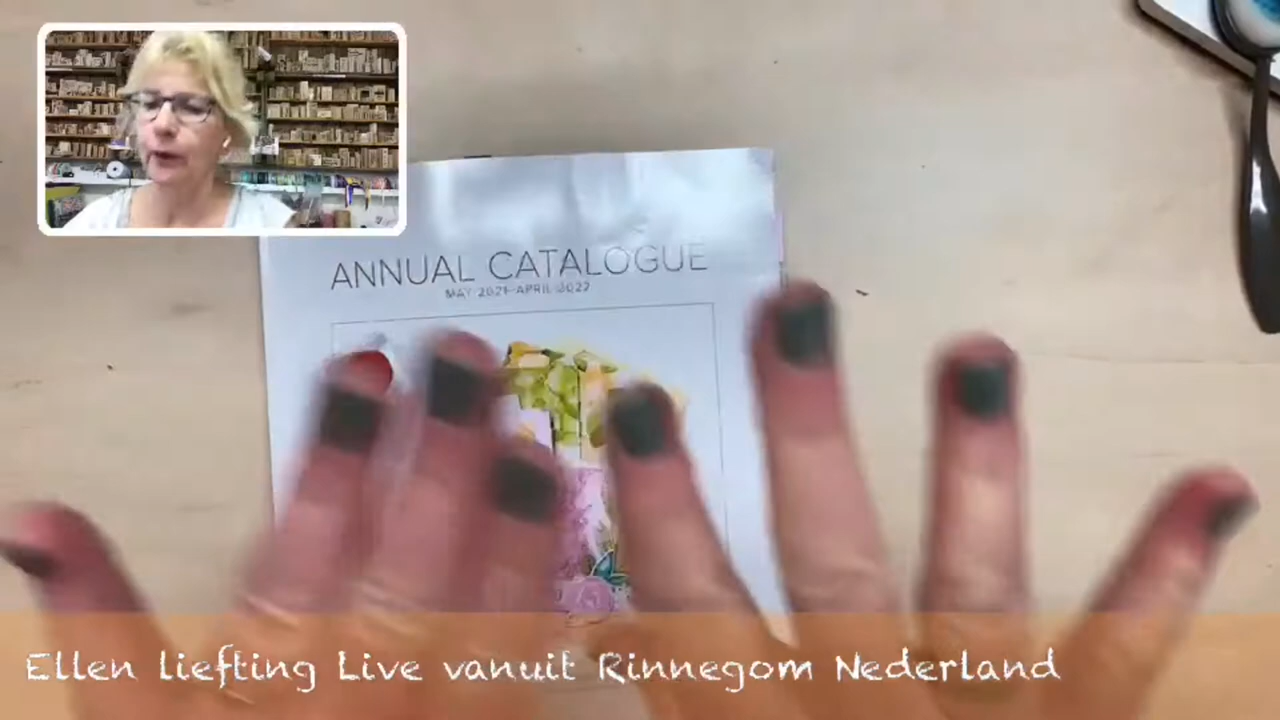 ANNUAL CATALOGUE
MAY 2021-APRIL 2022
Ellen liefting Live vanuit Rinnegom Nederland